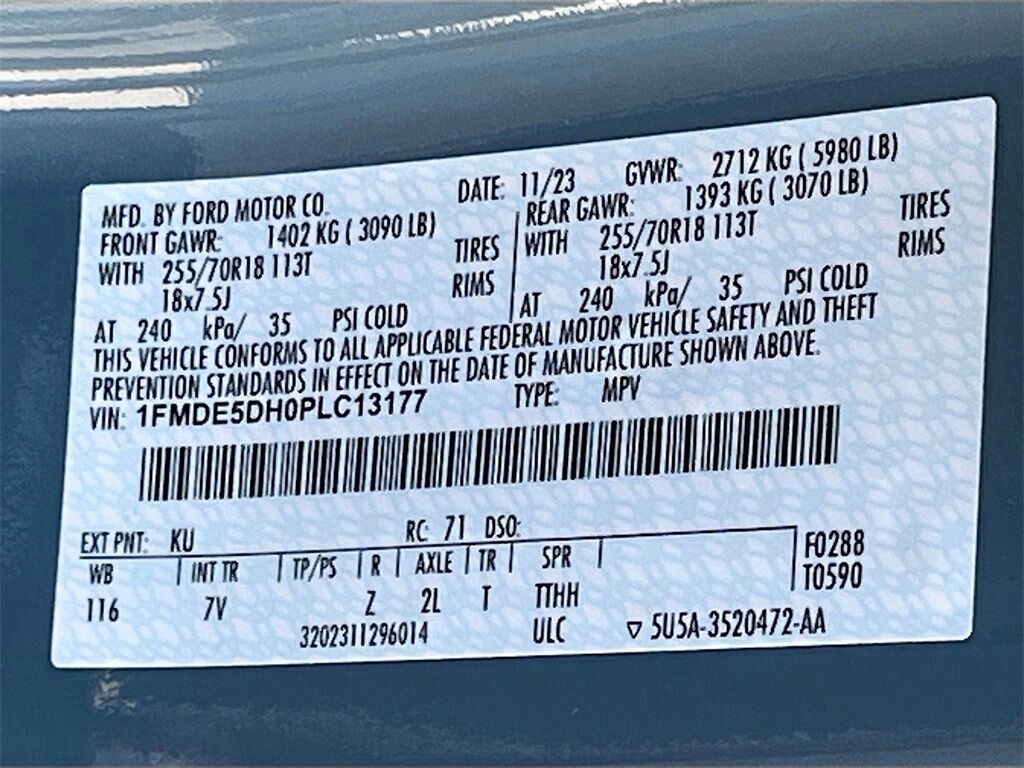 MFD. BY FORD MOTOR CO. DATE: 11/23 GVWR: 2712 KG ( 5980 LB)
FRONT GAWR: 1402 KG ( 3090 LB) REAR GAWR: 1393 KG ( 3070 LB)
WITH 255/70R18 113T TIRES WITH 255/70R18 113T TIRES
18x7.5J RIMS 18x7.5J RIMS
AT 240 kPa/ 35 PSI COLD AT 240 kPa/ 35 PSI COLD
THIS VEHICLE CONFORMS TO ALL APPLICABLE FEDERAL MOTOR VEHICLE SAFETY AND THEFT
PREVENTION STANDARDS IN EFFECT ON THE DATE OF MANUFACTURE SHOWN ABOVE.
VIN: 1FMDE5DH0PLC13177 TYPE: MPV
EXT PNT: KU RC: 71 DSO:
WB INT TR TP/PS R AXLE TR SPR F0288
116 7V Z 2L T TTHH T0590
3202311296014 ULC ▽ 5U5A-3520472-AA